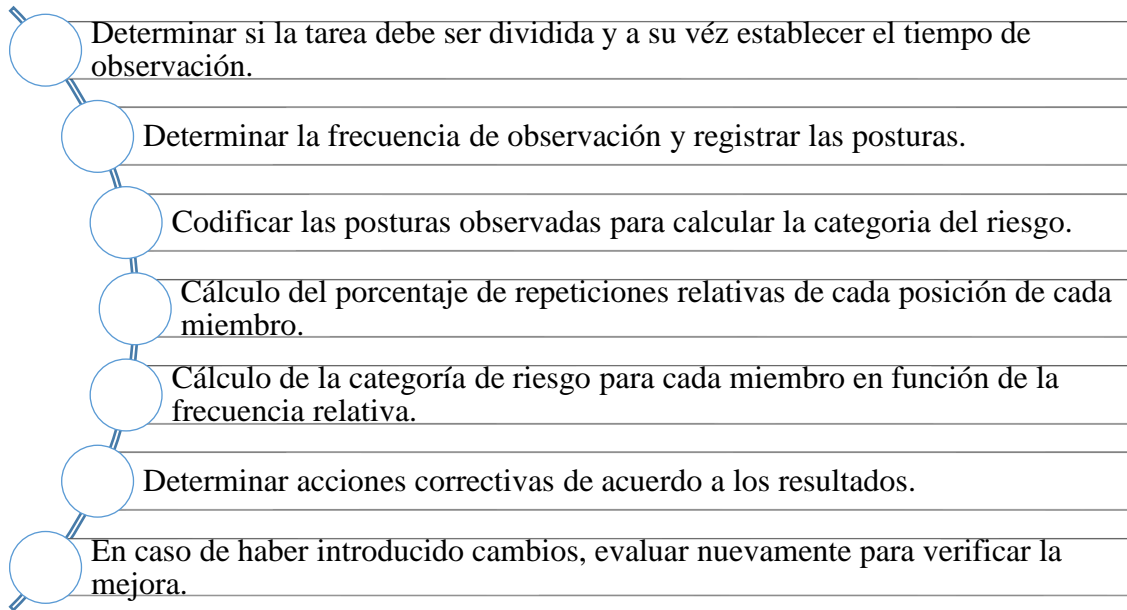 Determinar si la tarea debe ser dividida y a su véz establecer el tiempo de
observación.
Determinar la frecuencia de observación y registrar las posturas.
Codificar las posturas observadas para calcular la categoria del riesgo.
Cálculo del porcentaje de repeticiones relativas de cada posición de cada
miembro.
Cálculo de la categoría de riesgo para cada miembro en función de la
frecuencia relativa.
Determinar acciones correctivas de acuerdo a los resultados.
En caso de haber introducido cambios, evaluar nuevamente para verificar la
mejora.